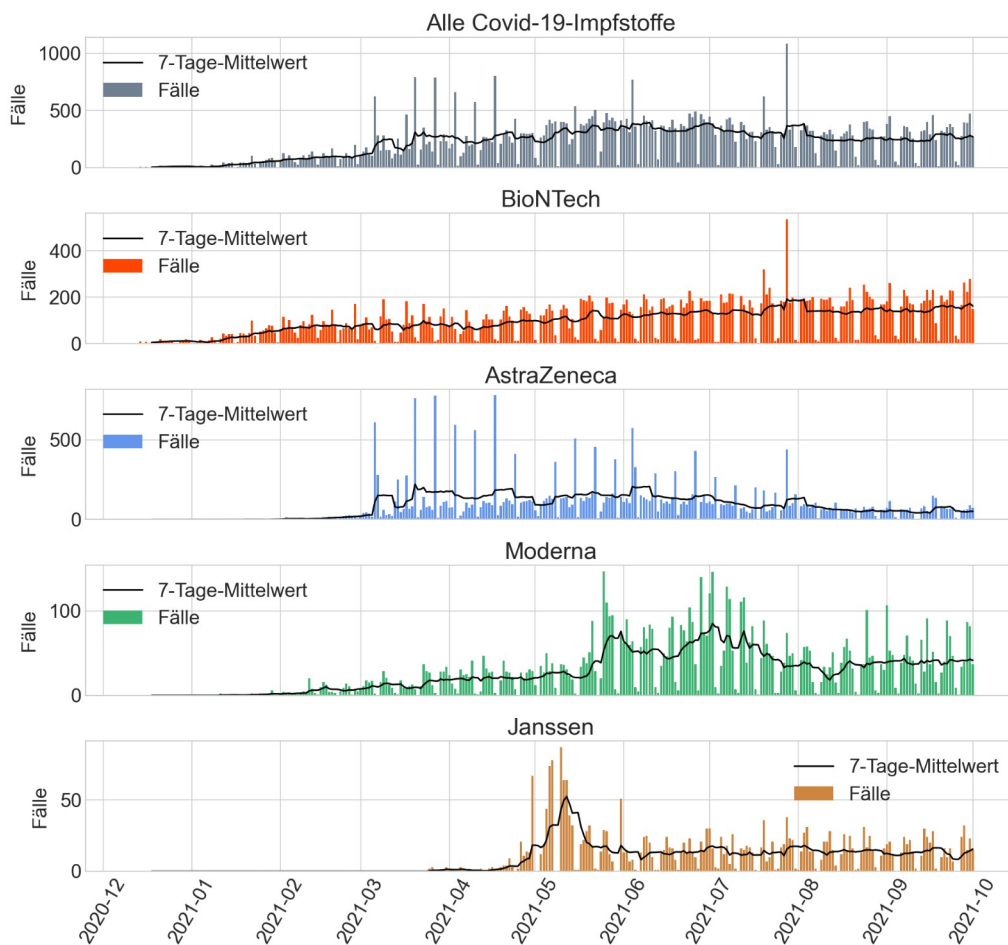 Alle Covid-19-Impfstoffe
1000
500
0
Fälle
7-Tage-Mittelwert
Fälle
BioNTech
400
200
0
Fälle
7-Tage-Mittelwert
Fälle
AstraZeneca
500
0
Fälle
7-Tage-Mittelwert
Fälle
Moderna
100
50
0
Fälle
7-Tage-Mittelwert
Fälle
Janssen
50
0
Fälle
7-Tage-Mittelwert
Fälle
2020-12
2021-01
2021-02
2021-03
2021-04
2021-05
2021-06
2021-07
2021-08
2021-09
2021-10